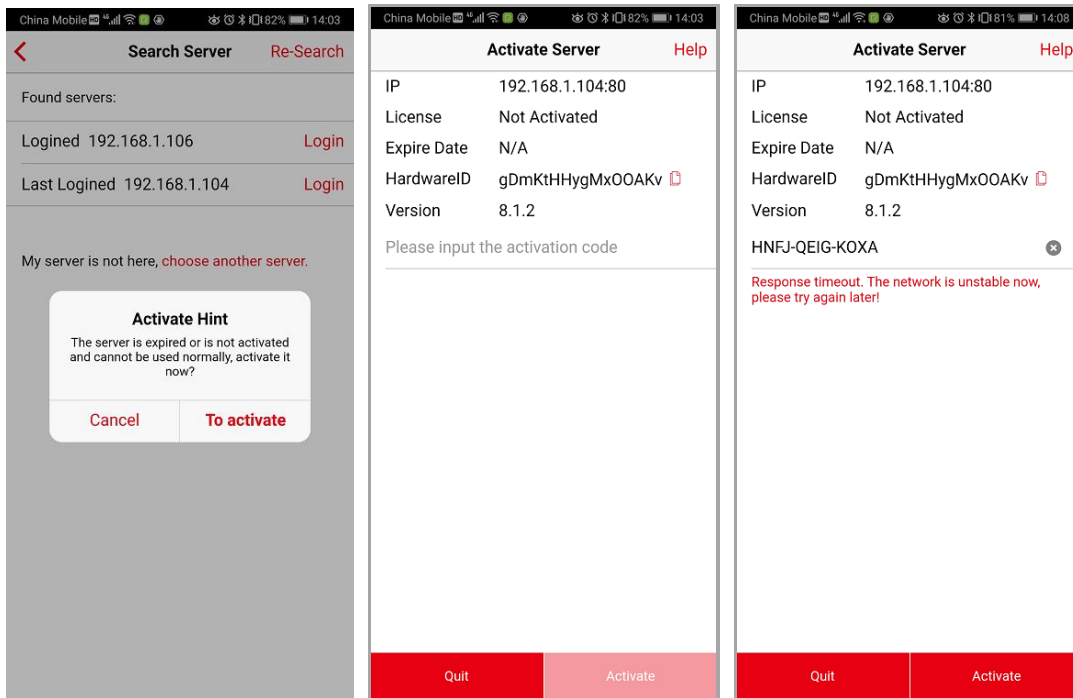 China Mobile HD 4G 82% 14:03
Search Server Re-Search
Found servers:
Logined 192.168.1.106 Login
Last Logined 192.168.1.104 Login
My server is not here, choose another server.
Activate Hint
The server is expired or is not activated
and cannot be used normally, activate it
now?
Cancel To activate
China Mobile HD 4G 82% 14:03
Activate Server Help
IP 192.168.1.104:80
License Not Activated
Expire Date N/A
HardwareID gDmKtHHygMxOOAKv
Version 8.1.2
Please input the activation code
Quit Activate
China Mobile HD 4G 81% 14:08
Activate Server Help
IP 192.168.1.104:80
License Not Activated
Expire Date N/A
HardwareID gDmKtHHygMxOOAKv
Version 8.1.2
HNFJ-QEIG-KOXA
Response timeout. The network is unstable now,
please try again later!
Quit Activate